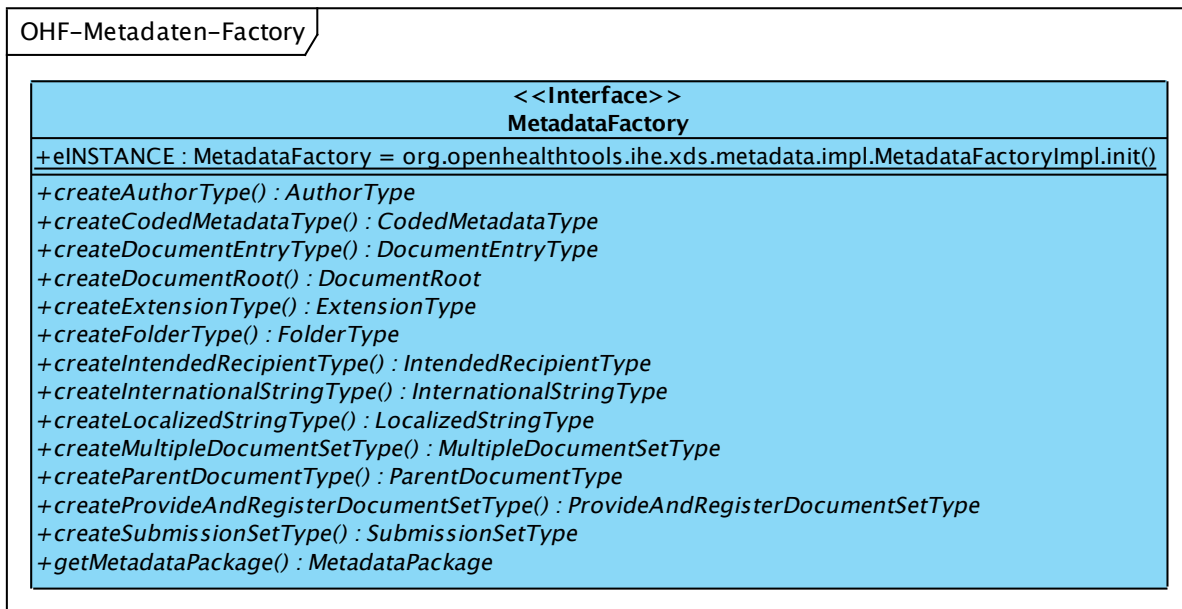 OHF-Metadaten-Factory
<<Interface>>
MetadataFactory
+eINSTANCE : MetadataFactory = org.openhealthtools.ihe.xds.metadata.impl.MetadataFactoryImpl.init()
+createAuthorType() : AuthorType
+createCodedMetadataType() : CodedMetadataType
+createDocumentEntryType() : DocumentEntryType
+createDocumentRoot() : DocumentRoot
+createExtensionType() : ExtensionType
+createFolderType() : FolderType
+createIntendedRecipientType() : IntendedRecipientType
+createInternationalStringType() : InternationalStringType
+createLocalizedStringType() : LocalizedStringType
+createMultipleDocumentSetType() : MultipleDocumentSetType
+createParentDocumentType() : ParentDocumentType
+createProvideAndRegisterDocumentSetType() : ProvideAndRegisterDocumentSetType
+createSubmissionSetType() : SubmissionSetType
+getMetadataPackage() : MetadataPackage